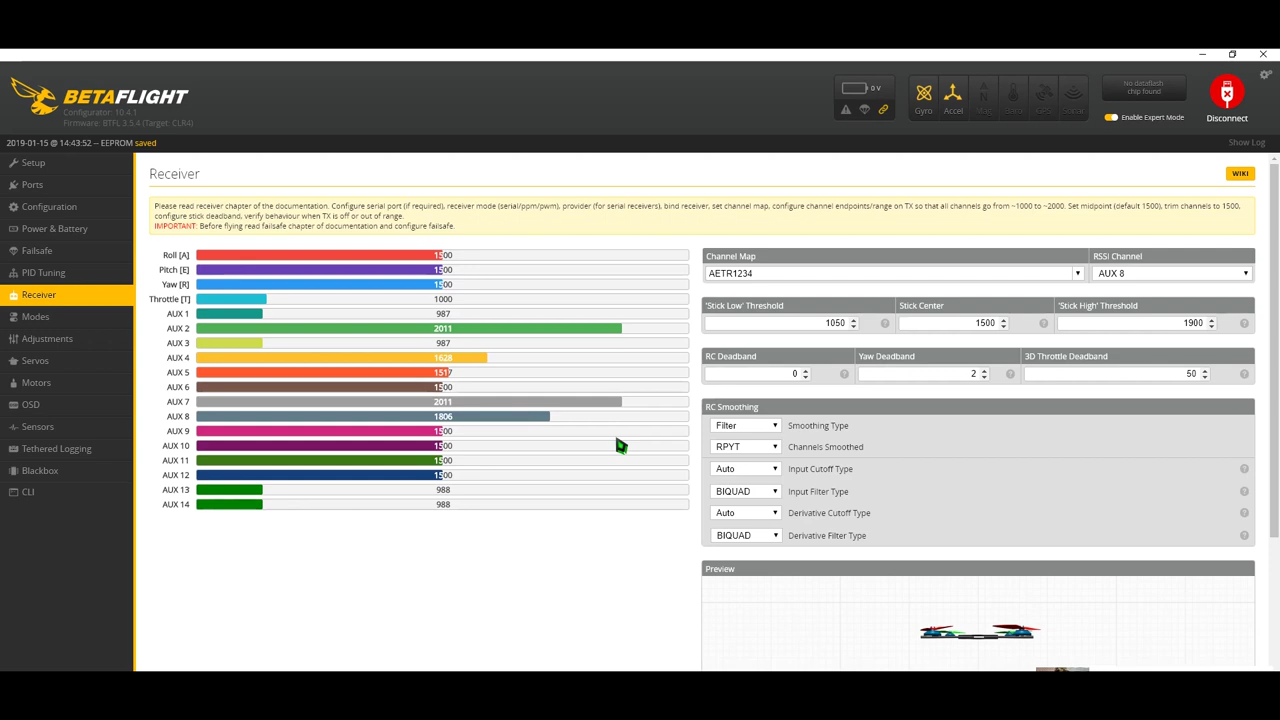 BETAFLIGHT
Configurator: 10.4.1
Firmware: BTFL 3.5.4 (Target: CLR4)
0 V
Gyro
Accel
Mag
Baro
GPS
Sonar
No dataflash
chip found
Enable Expert Mode
Disconnect
2019-01-15 @ 14:43:52 -- EEPROM saved
Show Log
Setup
Ports
Configuration
Power & Battery
Failsafe
PID Tuning
Receiver
Modes
Adjustments
Servos
Motors
OSD
Sensors
Tethered Logging
Blackbox
CLI
Receiver
WIKI
Please read receiver chapter of the documentation. Configure serial port (if required), receiver mode (serial/ppm/pwm), provider (for serial receivers), bind receiver, set channel map, configure channel endpoints/range on TX so that all channels go from ~1000 to ~2000. Set midpoint (default 1500), trim channels to 1500,
configure stick deadband, verify behaviour when TX is off or out of range.
IMPORTANT: Before flying read failsafe chapter of documentation and configure failsafe.
Roll [A] 1500
Pitch [E] 1500
Yaw [R] 1500
Throttle [T] 1000
AUX 1 987
AUX 2 2011
AUX 3 987
AUX 4 1628
AUX 5 1517
AUX 6 1500
AUX 7 2011
AUX 8 1806
AUX 9 1500
AUX 10 1500
AUX 11 1500
AUX 12 1500
AUX 13 988
AUX 14 988
Channel Map RSSI Channel
AETR1234 AUX 8
'Stick Low' Threshold Stick Center 'Stick High' Threshold
1050 1500 1900
RC Deadband Yaw Deadband 3D Throttle Deadband
0 2 50
RC Smoothing
Filter Smoothing Type
RPYT Channels Smoothed
Auto Input Cutoff Type
BIQUAD Input Filter Type
Auto Derivative Cutoff Type
BIQUAD Derivative Filter Type
Preview